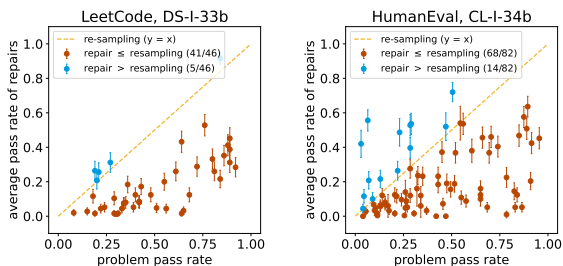 LeetCode, DS-I-33b
re-sampling (y = x)
repair ≤ resampling (41/46)
repair > resampling (5/46)
average pass rate of repairs
1.0
0.8
0.6
0.4
0.2
0.0
0.00 0.25 0.50 0.75 1.00
problem pass rate
HumanEval, CL-I-34b
re-sampling (y = x)
repair ≤ resampling (68/82)
repair > resampling (14/82)
average pass rate of repairs
1.0
0.8
0.6
0.4
0.2
0.0
0.00 0.25 0.50 0.75 1.00
problem pass rate